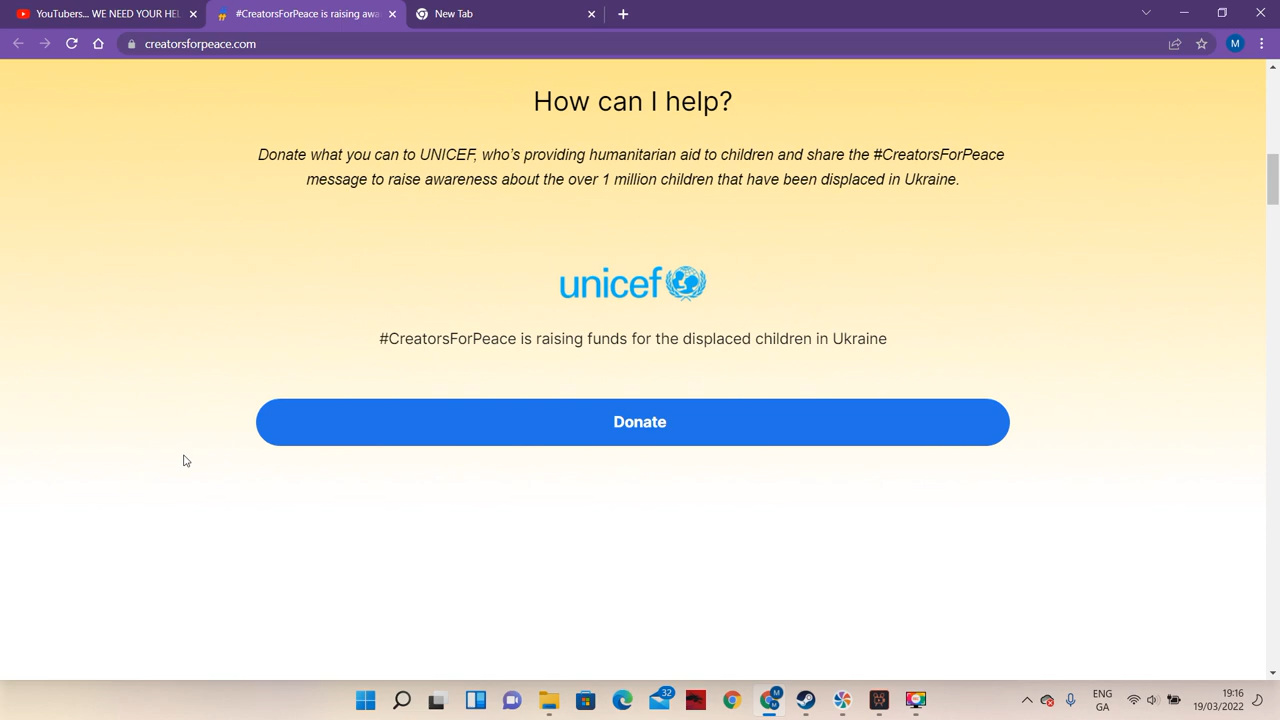 YouTubers... WE NEED YOUR HEL
#CreatorsForPeace is raising awa
New Tab
creatorsforpeace.com
M
How can I help?
Donate what you can to UNICEF, who's providing humanitarian aid to children and share the #CreatorsForPeace
message to raise awareness about the over 1 million children that have been displaced in Ukraine.
unicef
#CreatorsForPeace is raising funds for the displaced children in Ukraine
Donate
32
M
ENG
GA
19:16
19/03/2022